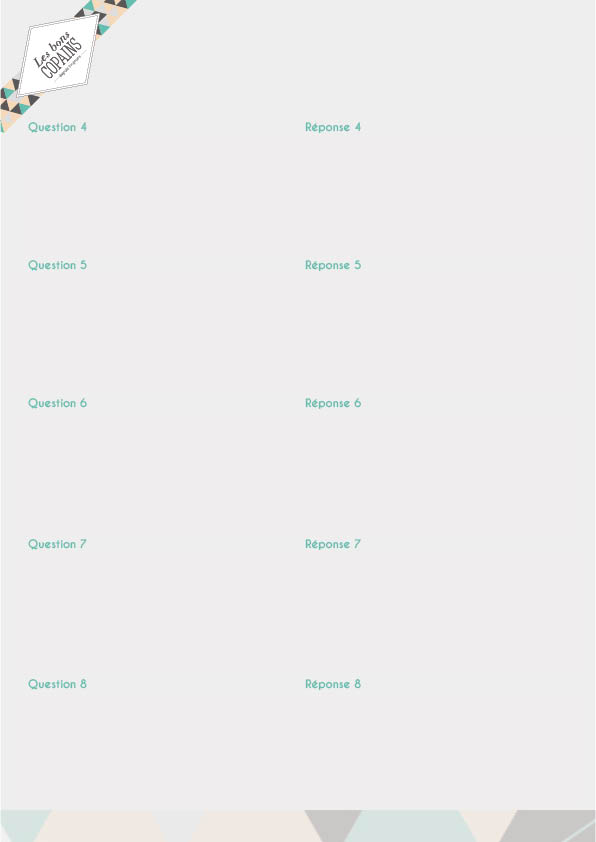 Les bons
COPAINS
Question 4
Réponse 4
Question 5
Réponse 5
Question 6
Réponse 6
Question 7
Réponse 7
Question 8
Réponse 8